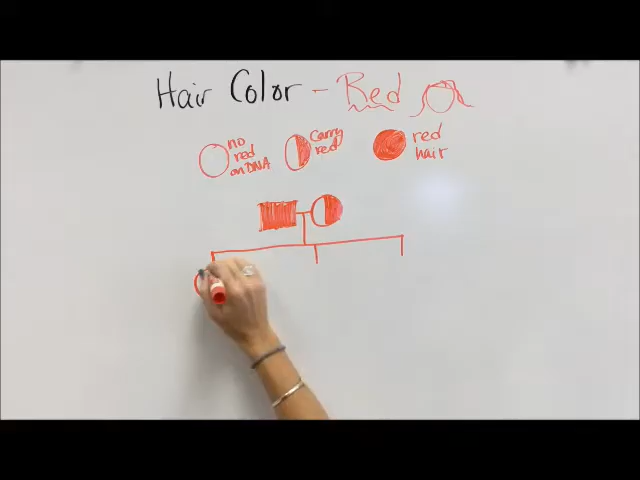 Hair Color - Red
no
red
on DNA
Carry
red
red
hair